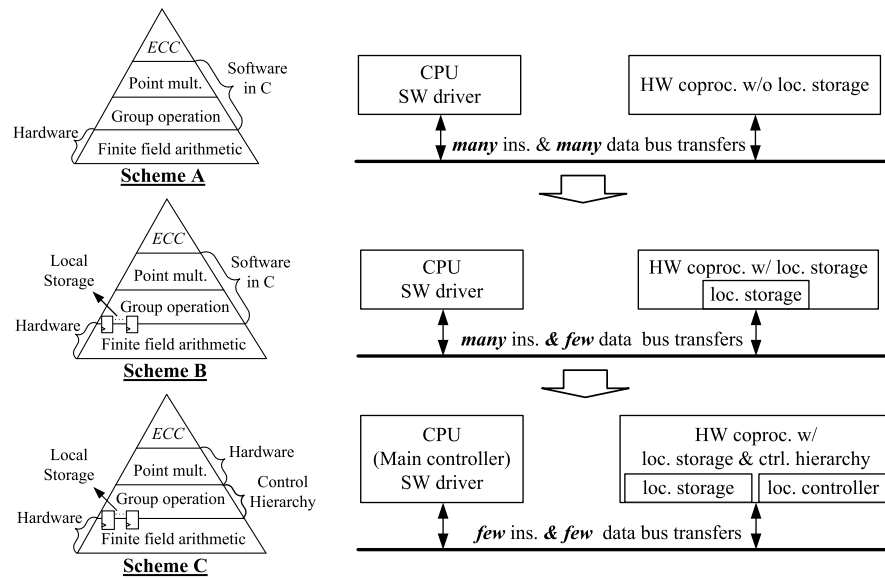 ECC
Point mult.
Group operation
Finite field arithmetic
Software
in C
Hardware
Scheme A
CPU
SW driver
HW coproc. w/o loc. storage
many ins. & many data bus transfers
ECC
Point mult.
Group operation
Finite field arithmetic
Local
Storage
Software
in C
Hardware
Scheme B
CPU
SW driver
HW coproc. w/ loc. storage
loc. storage
many ins. & few data bus transfers
ECC
Point mult.
Group operation
Finite field arithmetic
Local
Storage
Hardware
Control
Hierarchy
Hardware
Scheme C
CPU
(Main controller)
SW driver
HW coproc. w/
loc. storage & ctrl. hierarchy
loc. storage
loc. controller
few ins. & few data bus transfers